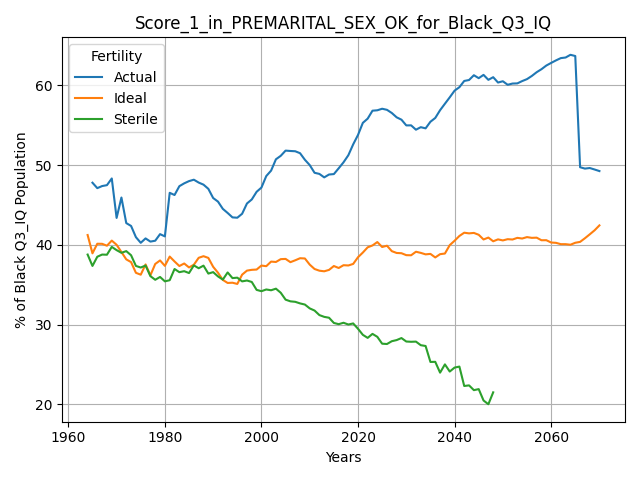 Score_1_in_PREMARITAL_SEX_OK_for_Black_Q3_IQ
Fertility
Actual
Ideal
Sterile
% of Black Q3_IQ Population
60
50
40
30
20
1960
1980
2000
2020
2040
2060
Years